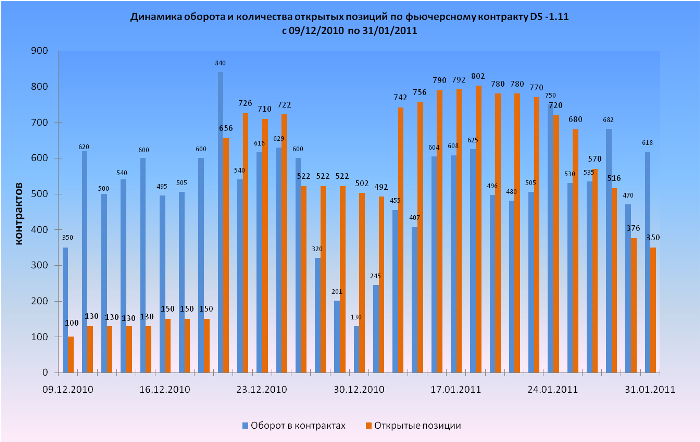 Динамика оборота и количества открытых позиций по фьючерсному контракту DS -1.11
с 09/12/2010 по 31/01/2011
контрактов
900
800
700
600
500
400
300
200
100
0
350 620 500 540 600 495 505 600 840 540 616 629 600 320 201 130 245 455 407 604 608 625 496 480 505 750 530 535 682 470 618
100 130 130 130 130 150 150 150 656 726 710 722 522 522 522 502 492 742 756 790 792 802 780 780 770 720 680 570 516 376 350
09.12.2010 16.12.2010 23.12.2010 30.12.2010 17.01.2011 24.01.2011 31.01.2011
Оборот в контрактах Открытые позиции